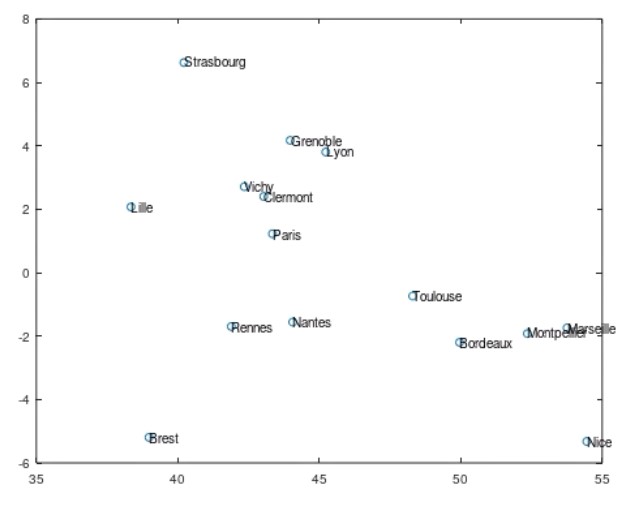 8
Strasbourg
6
Grenoble
4
Lyon
Vichy
Clermont
2
Lille
Paris
0
Toulouse
Rennes
Nantes
Marseille
Montpellier
-2
Bordeaux
-4
Brest
Nice
-6
35
40
45
50
55